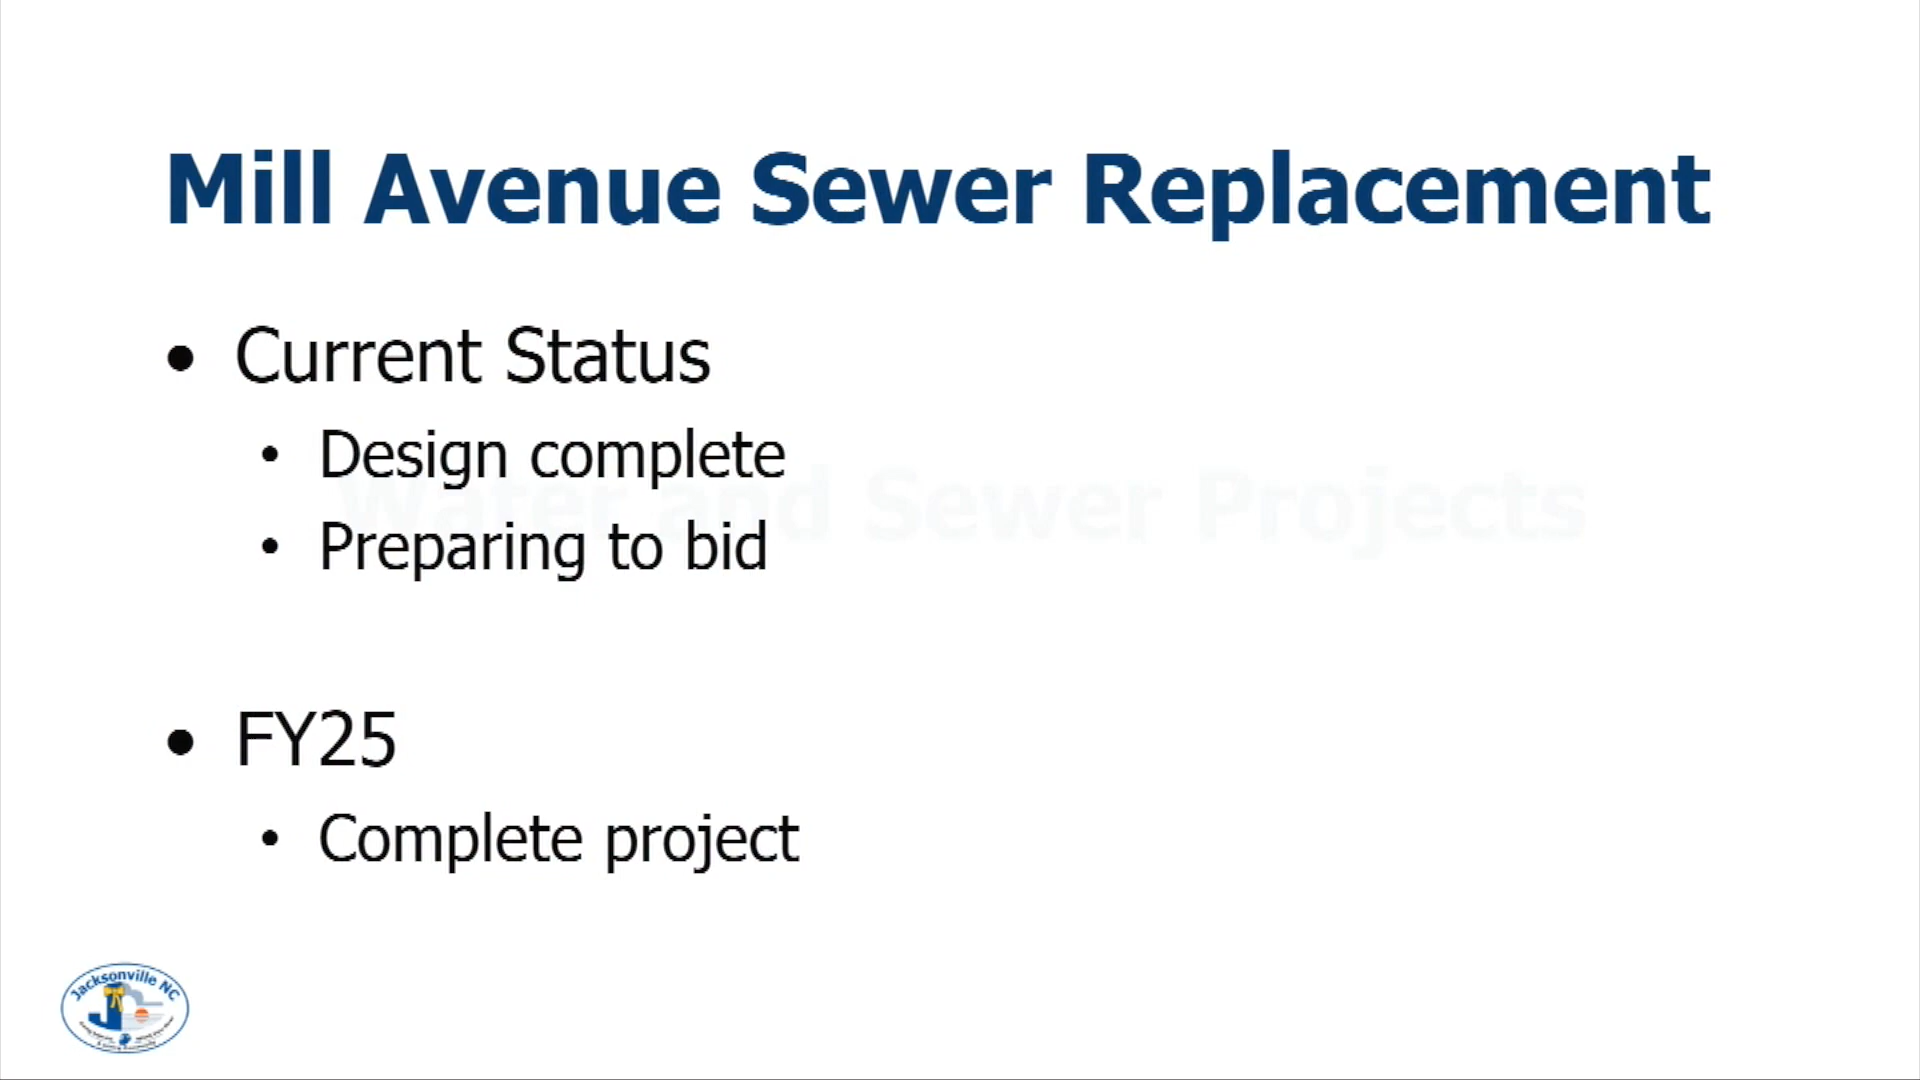 Mill Avenue Sewer Replacement
• Current Status
• Design complete
Water and Sewer Projects
• Preparing to bid
• FY25
• Complete project
Jacksonville NC